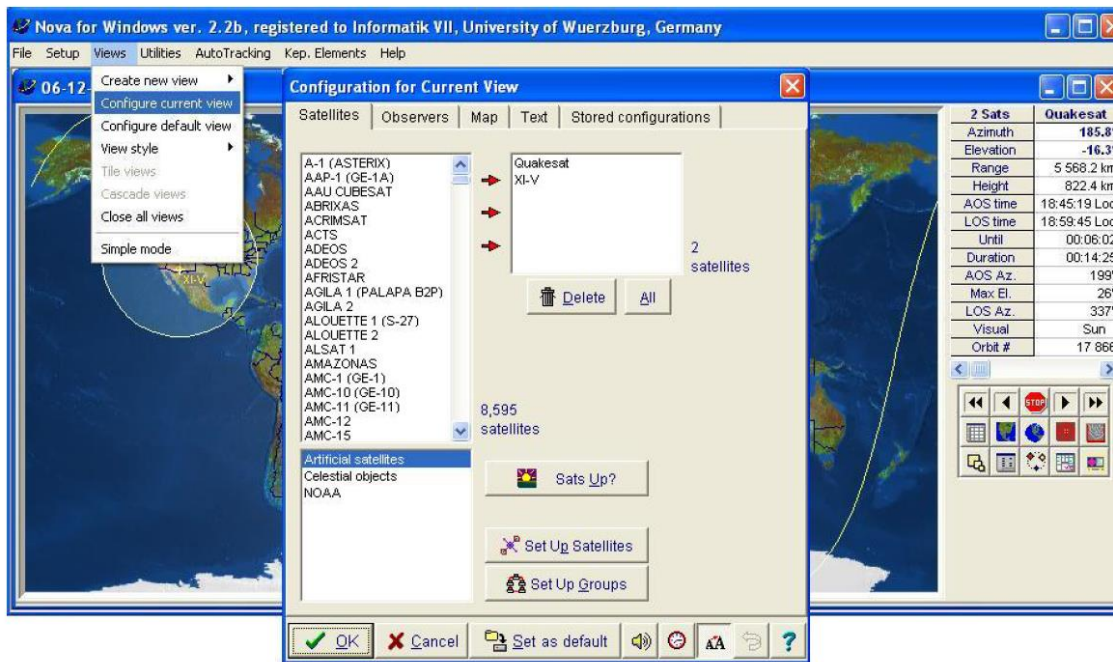 Nova for Windows ver. 2.2b, registered to Informatik VII, University of Wuerzburg, Germany
File Setup Views Utilities AutoTracking Kep. Elements Help
06-12-
Create new view
Configure current view
Configure default view
View style
Tile views
Cascade views
Close all views
Simple mode
XI-V
Configuration for Current View
Satellites Observers Map Text Stored configurations
A-1 (ASTERIX)
AAP-1 (GE-1A)
AAU CUBESAT
ABRIXAS
ACRIMSAT
ACTS
ADEOS
ADEOS 2
AFRISTAR
AGILA 1 (PALAPA B2P)
AGILA 2
ALOUETTE 1 (S-27)
ALOUETTE 2
ALSAT 1
AMAZONAS
AMC-1 (GE-1)
AMC-10 (GE-10)
AMC-11 (GE-11)
AMC-12
AMC-15
Quakesat
XI-V
2
satellites
Delete All
8,595
satellites
Artificial satellites
Celestial objects
NOAA
Sats Up?
Set Up Satellites
Set Up Groups
OK Cancel Set as default AA ?
2 Sats Quakesat
Azimuth 185.8°
Elevation -16.3°
Range 5 568.2 km
Height 822.4 km
AOS time 18:45:19 Loc
LOS time 18:59:45 Loc
Until 00:06:02
Duration 00:14:25
AOS Az. 199°
Max El. 26°
LOS Az. 337°
Visual Sun
Orbit # 17 866
STOP